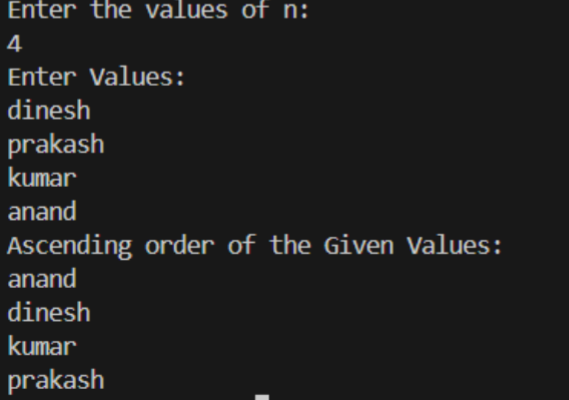 Enter the values of n:
4
Enter Values:
dinesh
prakash
kumar
anand
Ascending order of the Given Values:
anand
dinesh
kumar
prakash